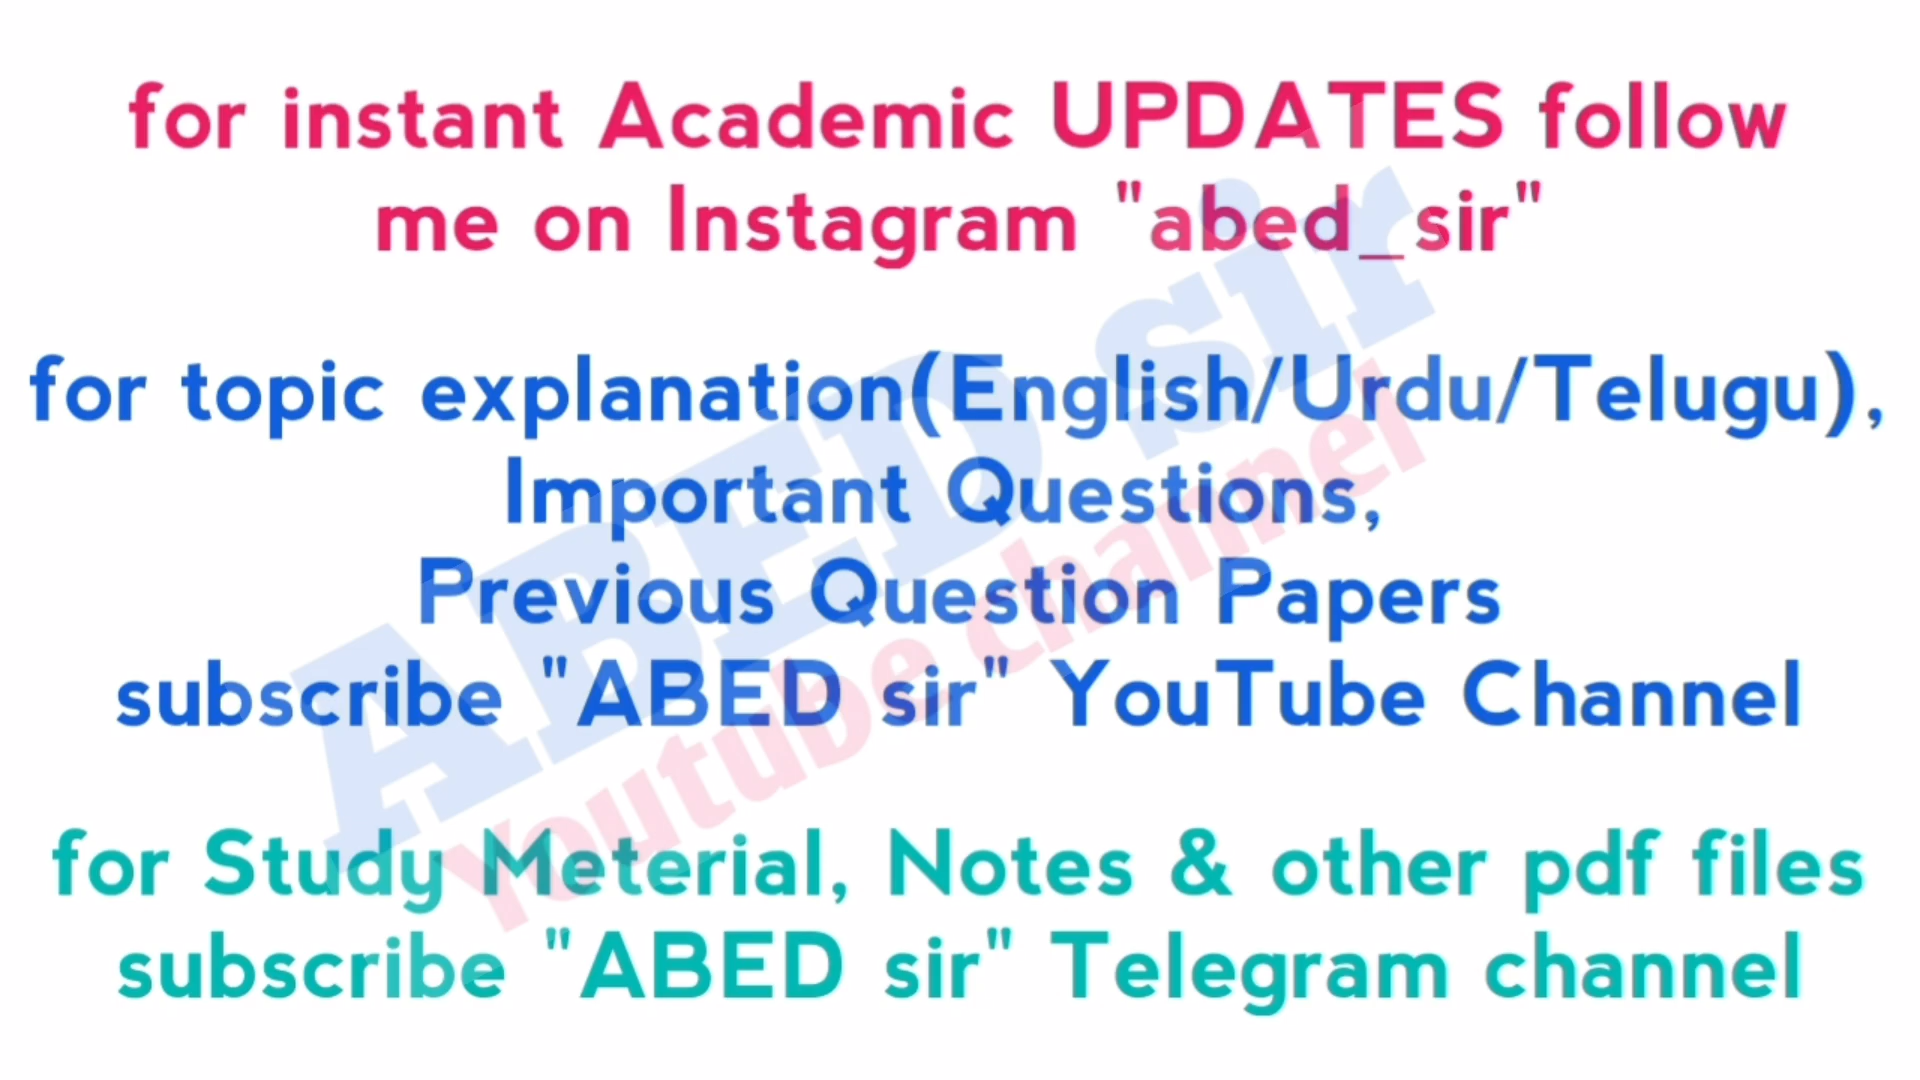 for instant Academic UPDATES follow
me on Instagram "abed_sir"
for topic explanation(English/Urdu/Telugu),
Important Questions,
Previous Question Papers
subscribe "ABED sir" YouTube Channel
for Study Meterial, Notes & other pdf files
subscribe "ABED sir" Telegram channel
ABED sir
Youtube channel